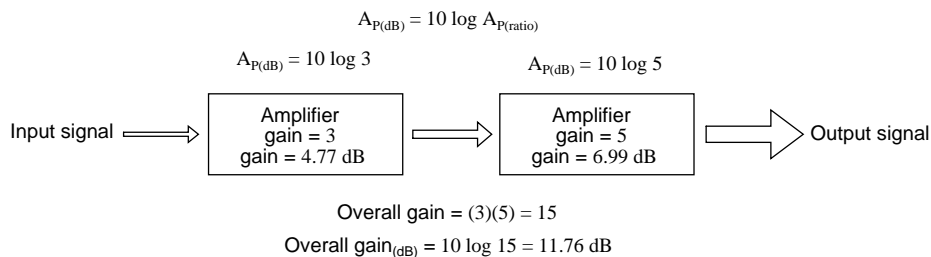 A_P(dB) = 10 log A_P(ratio)
A_P(dB) = 10 log 3
A_P(dB) = 10 log 5
Input signal
Amplifier
gain = 3
gain = 4.77 dB
Amplifier
gain = 5
gain = 6.99 dB
Output signal
Overall gain = (3)(5) = 15
Overall gain_(dB) = 10 log 15 = 11.76 dB